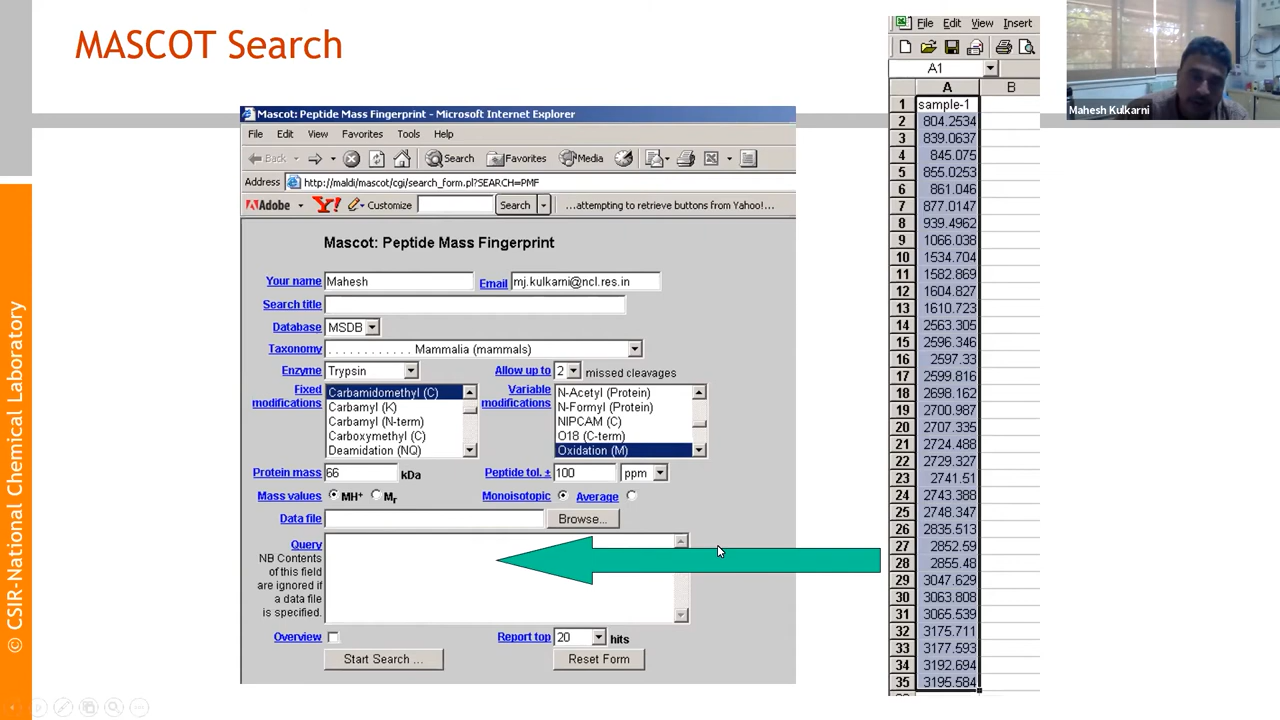 MASCOT Search
Mascot: Peptide Mass Fingerprint - Microsoft Internet Explorer
File Edit View Favorites Tools Help
Back Search Favorites Media
Address http://maldi/mascot/cgi/search_form.pl?SEARCH=PMF
Adobe Y! Customize Search ...attempting to retrieve buttons from Yahoo!...
Mascot: Peptide Mass Fingerprint
Your name Mahesh Email mj.kulkarni@ncl.res.in
Search title
Database MSDB
Taxonomy . . . . . . . . . . . . Mammalia (mammals)
Enzyme Trypsin Allow up to 2 missed cleavages
Fixed modifications Variable modifications
Carbamidomethyl (C) N-Acetyl (Protein)
Carbamyl (K) N-Formyl (Protein)
Carbamyl (N-term) NIPCAM (C)
Carboxymethyl (C) O18 (C-term)
Deamidation (NQ) Oxidation (M)
Protein mass 66 kDa Peptide tol. ± 100 ppm
Mass values MH+ Mr Monoisotopic Average
Data file Browse...
Query
NB Contents
of this field
are ignored if
a data file
is specified.
Overview Report top 20 hits
Start Search ... Reset Form
File Edit View Insert
A1
A B
1 sample-1
2 804.2534
3 839.0637
4 845.075
5 855.0253
6 861.046
7 877.0147
8 939.4962
9 1066.038
10 1534.704
11 1582.869
12 1604.827
13 1610.723
14 2563.305
15 2596.346
16 2597.33
17 2599.816
18 2698.162
19 2700.987
20 2707.335
21 2724.488
22 2729.327
23 2741.51
24 2743.388
25 2748.347
26 2835.513
27 2852.59
28 2855.48
29 3047.629
30 3063.808
31 3065.539
32 3175.711
33 3177.593
34 3192.694
35 3195.584
Mahesh Kulkarni
© CSIR-National Chemical Laboratory